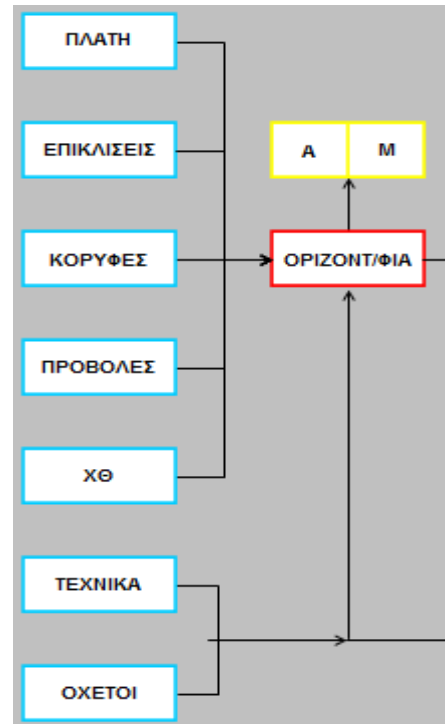 ΠΛΑΤΗ
ΕΠΙΚΛΙΣΕΙΣ
Α Μ
ΚΟΡΥΦΕΣ
ΟΡΙΖΟΝΤ/ΦΙΑ
ΠΡΟΒΟΛΕΣ
ΧΘ
ΤΕΧΝΙΚΑ
ΟΧΕΤΟΙ